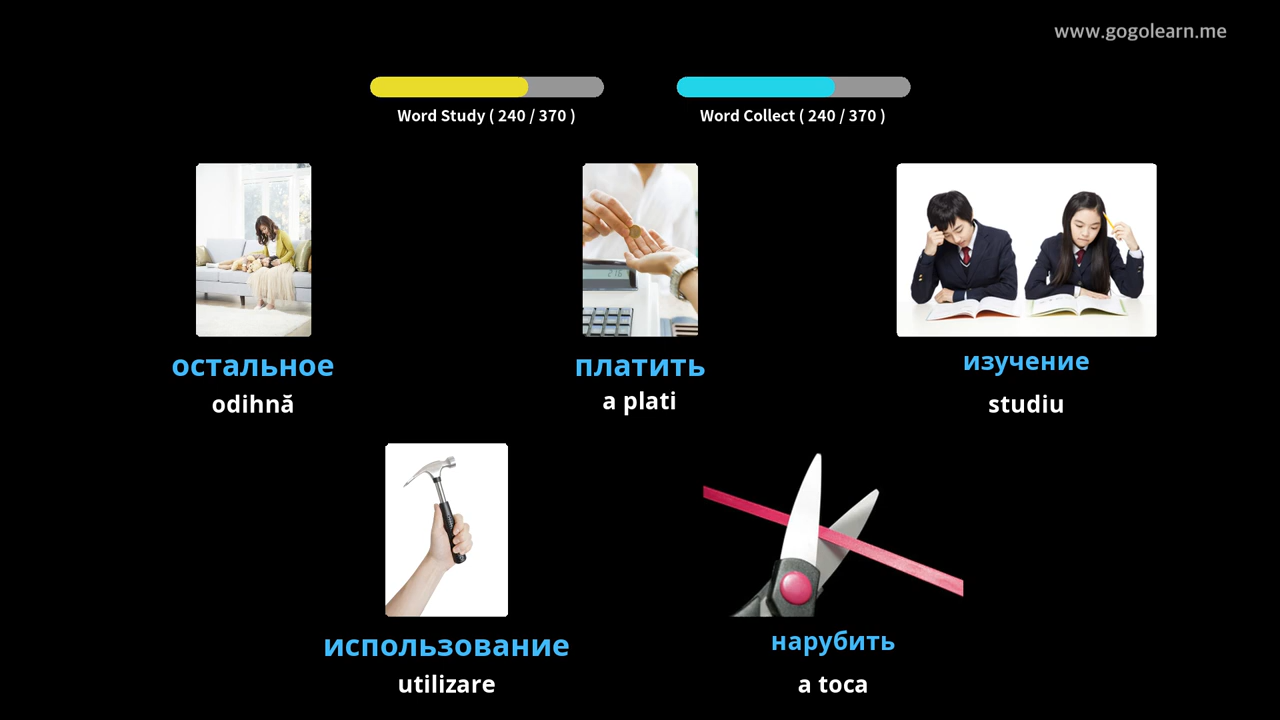 www.gogolearn.me
Word Study ( 240 / 370 )
Word Collect ( 240 / 370 )
остальное
odihnă
платить
a plati
изучение
studiu
использование
utilizare
нарубить
a toca